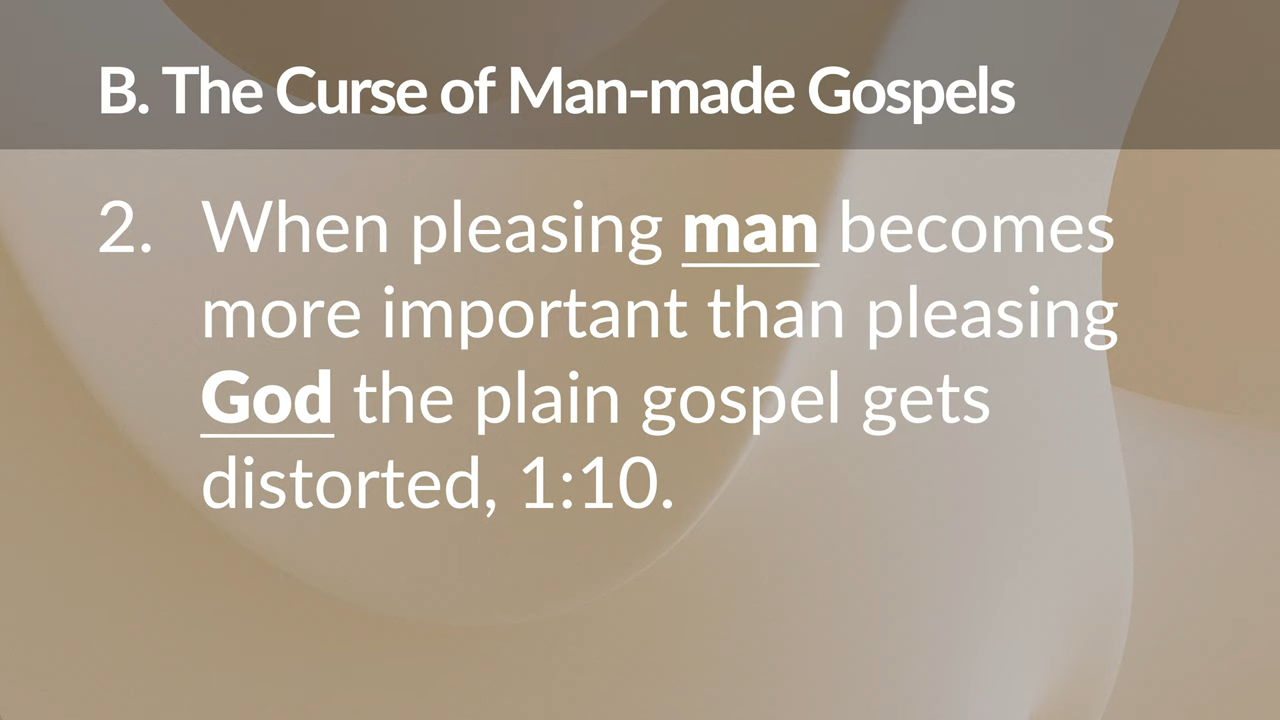 B. The Curse of Man-made Gospels
2. When pleasing man becomes
more important than pleasing
God the plain gospel gets
distorted, 1:10.